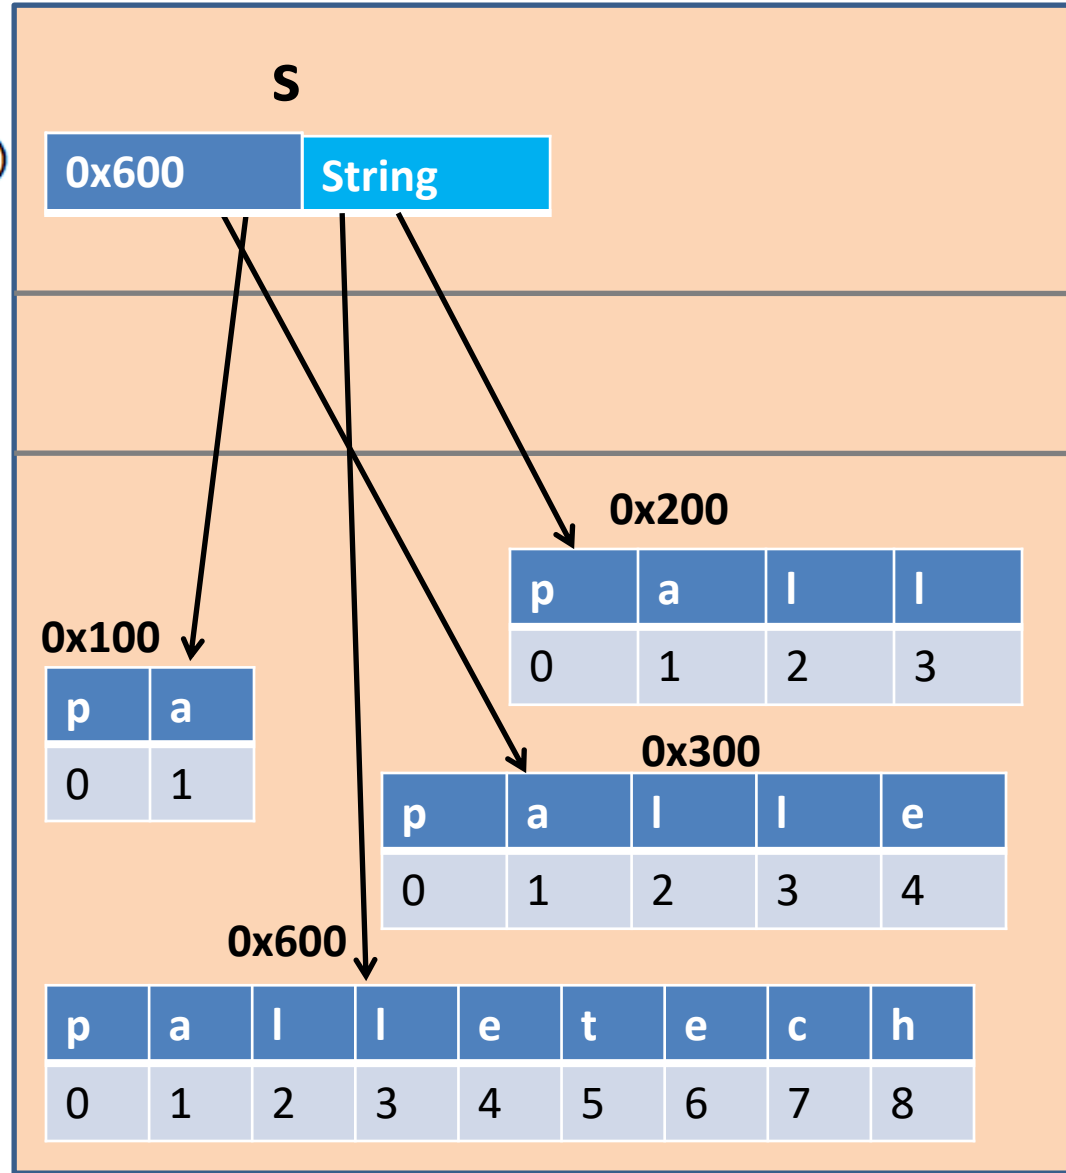 s
)
0x600 String
0x200
p a l l
0 1 2 3
0x100
p a
0 1
0x300
p a l l e
0 1 2 3 4
0x600
p a l l e t e c h
0 1 2 3 4 5 6 7 8